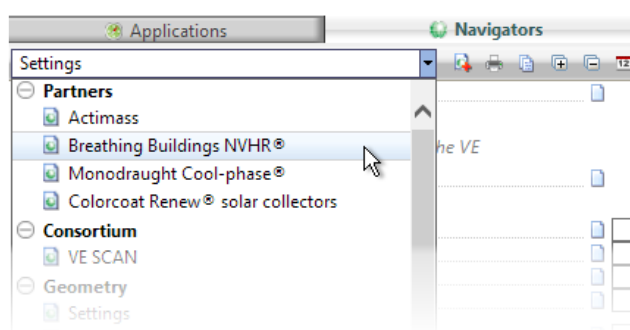 Applications
Navigators
Settings
12
Partners
Actimass
Breathing Buildings NVHR®
he VE
Monodraught Cool-phase®
Colorcoat Renew® solar collectors
Consortium
VE SCAN
Geometry
Settings